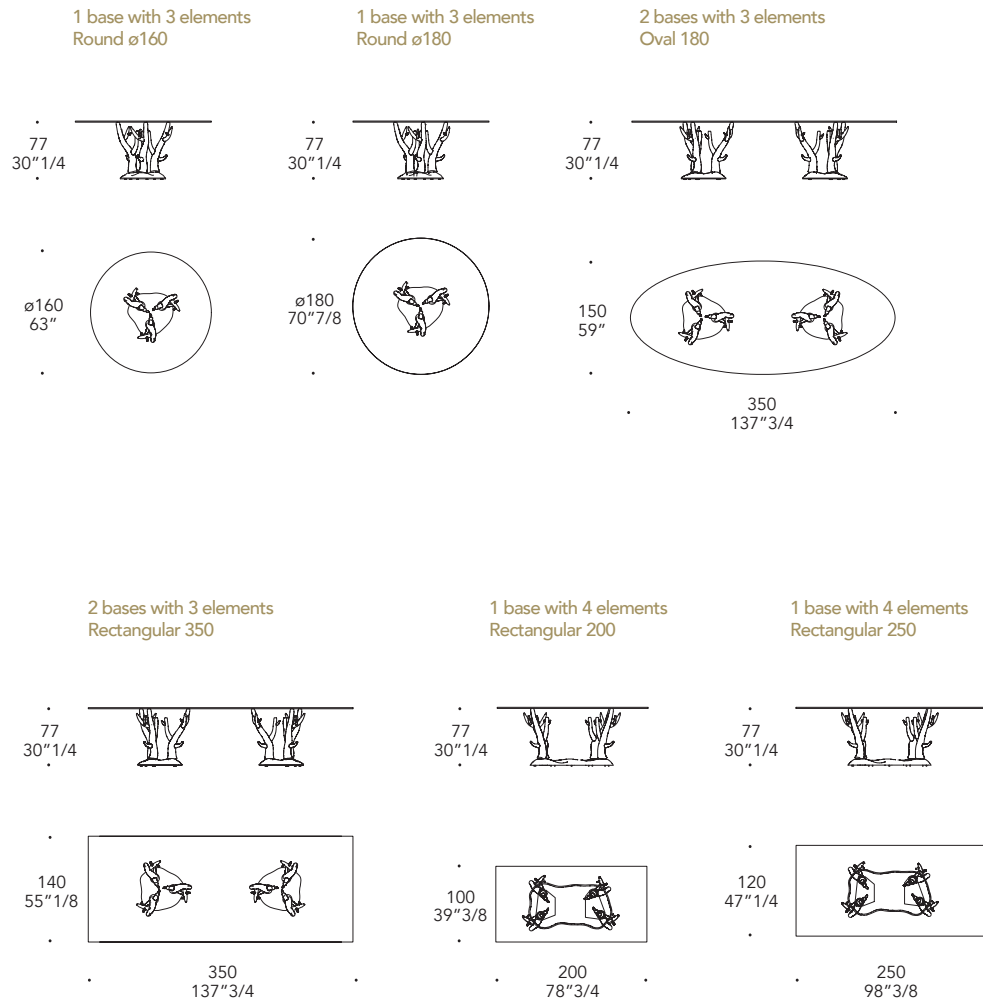 1 base with 3 elements
Round ø160
1 base with 3 elements
Round ø180
2 bases with 3 elements
Oval 180
77
30"1/4
77
30"1/4
77
30"1/4
ø160
63"
ø180
70"7/8
150
59"
350
137"3/4
2 bases with 3 elements
Rectangular 350
1 base with 4 elements
Rectangular 200
1 base with 4 elements
Rectangular 250
77
30"1/4
77
30"1/4
77
30"1/4
140
55"1/8
100
39"3/8
120
47"1/4
350
137"3/4
200
78"3/4
250
98"3/8